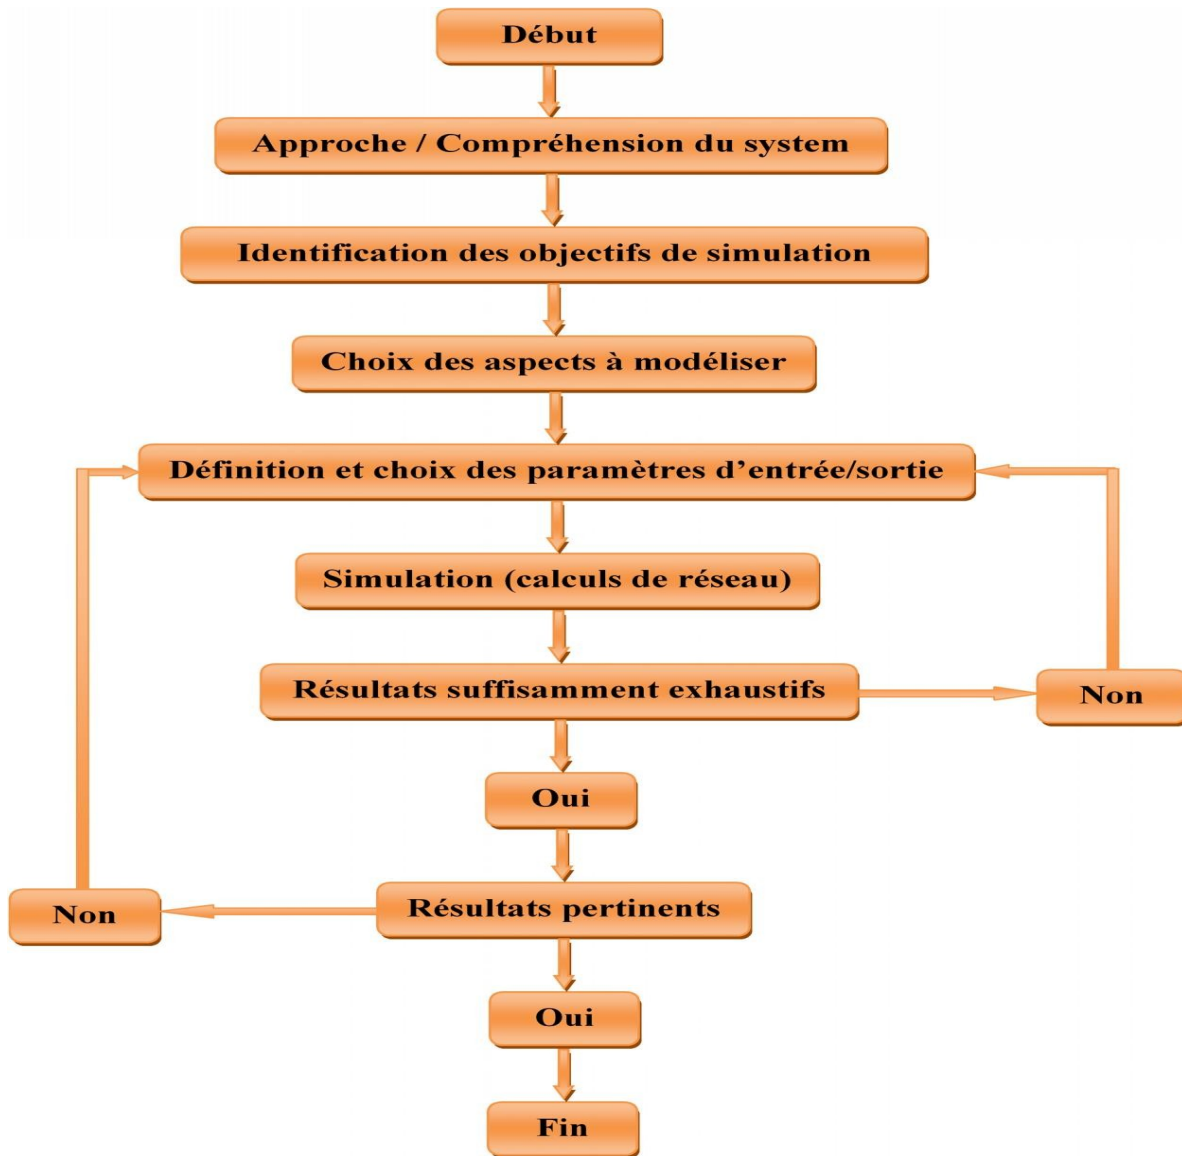 Début
Approche / Compréhension du system
Identification des objectifs de simulation
Choix des aspects à modéliser
Définition et choix des paramètres d’entrée/sortie
Simulation (calculs de réseau)
Résultats suffisamment exhaustifs
Non
Oui
Non
Résultats pertinents
Oui
Fin